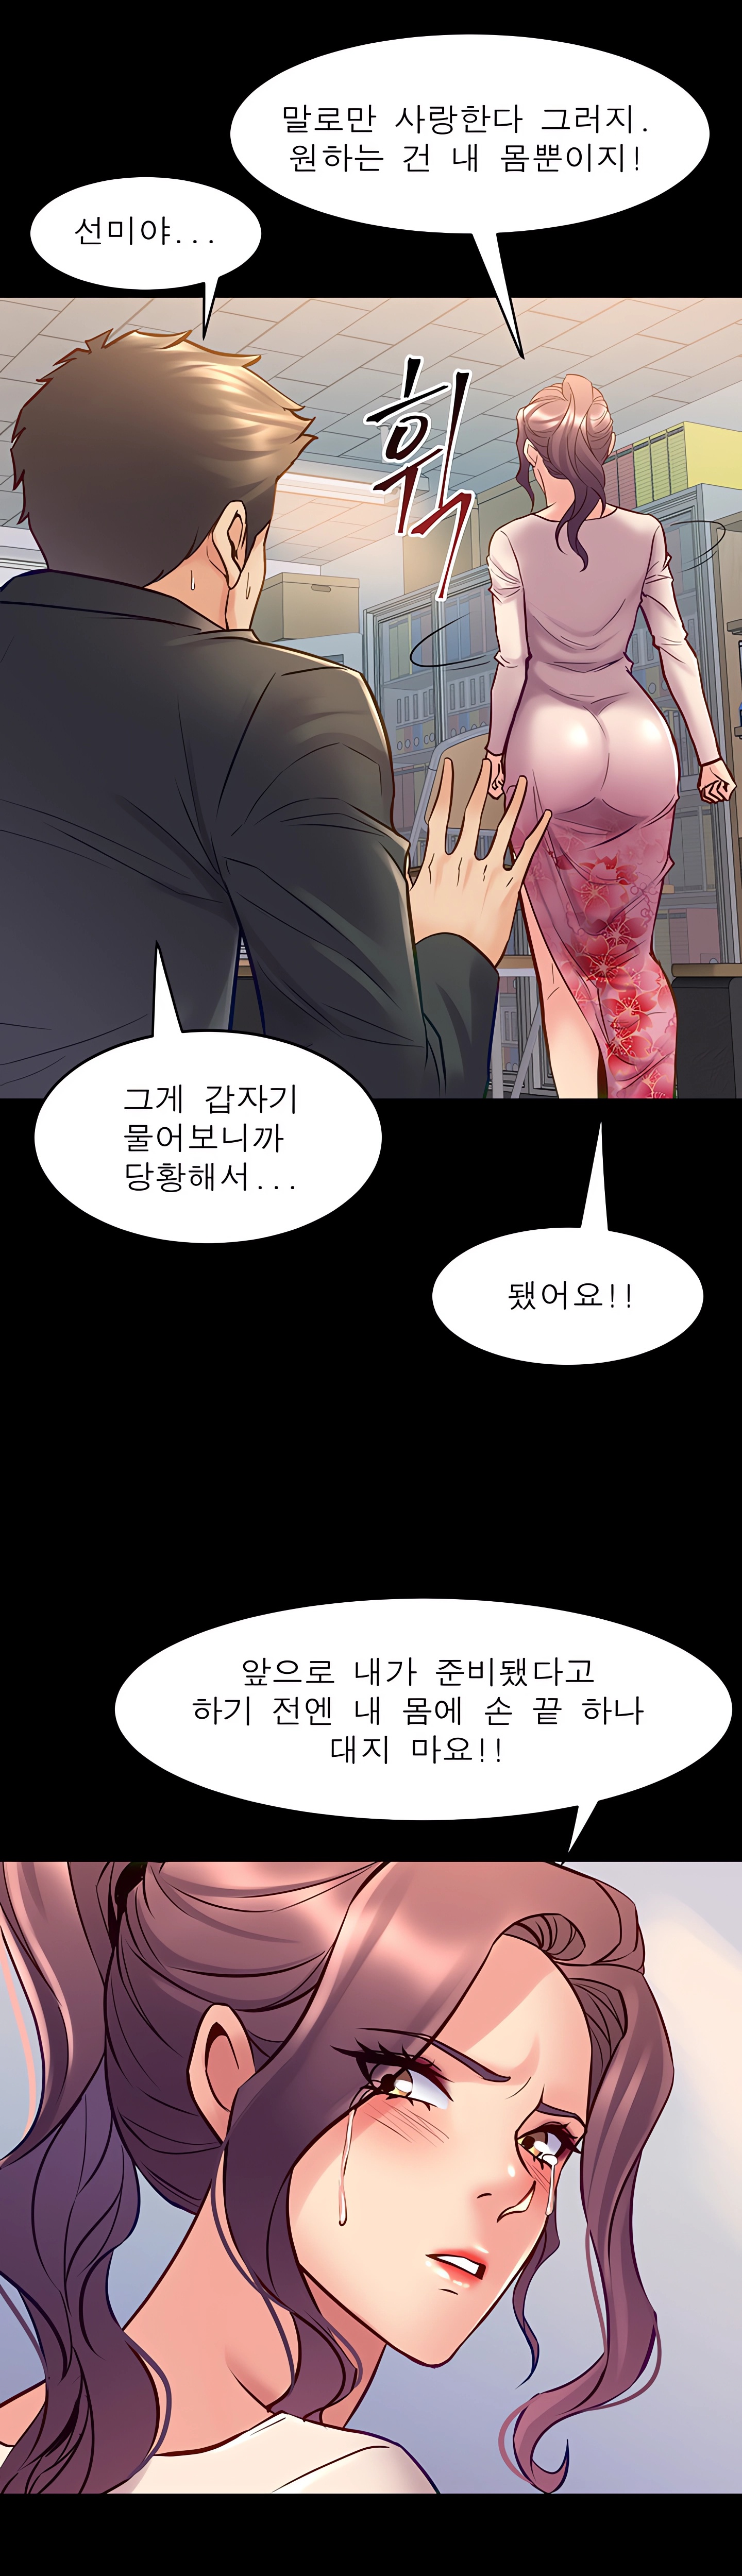 말로만 사랑한다 그러지.
원하는 건 내 몸뿐이지!
선미야...
휙
그게 갑자기
물어보니까
당황해서...
됐어요!!
앞으로 내가 준비됐다고
하기 전엔 내 몸에 손 끝 하나
대지 마요!!